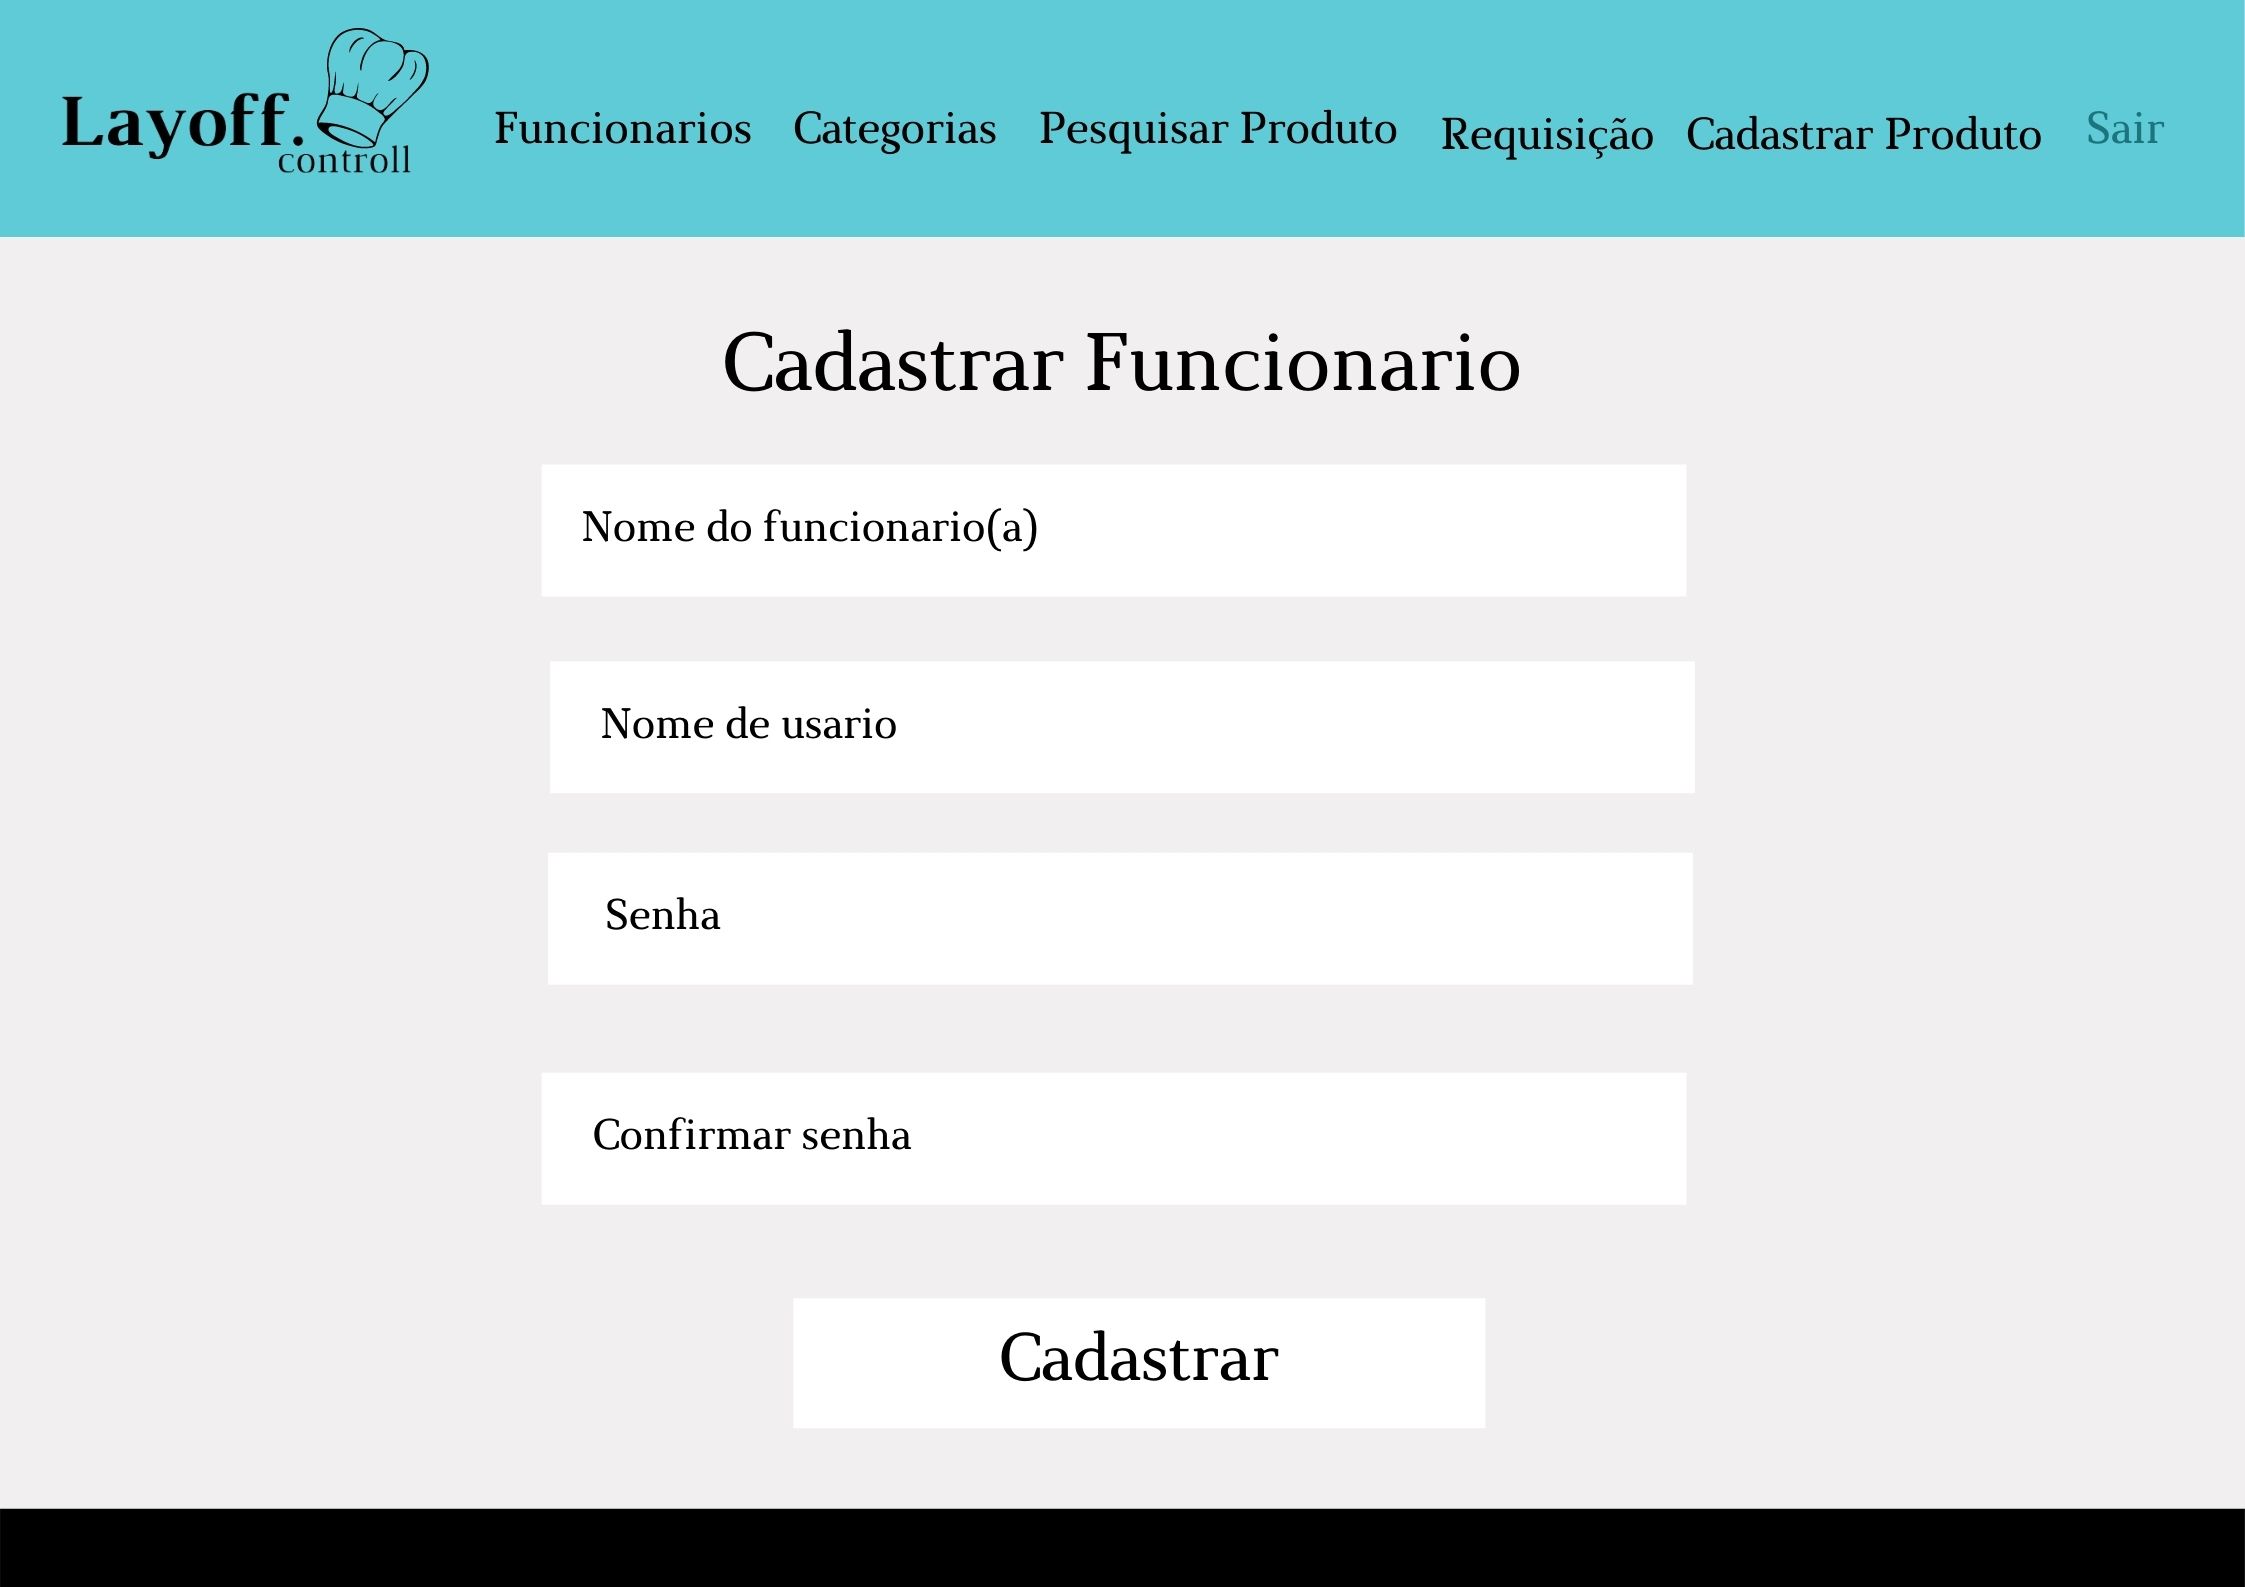 Layoff.
controll
Funcionarios Categorias Pesquisar Produto Requisição Cadastrar Produto Sair
Cadastrar Funcionario
Nome do funcionario(a)
Nome de usario
Senha
Confirmar senha
Cadastrar